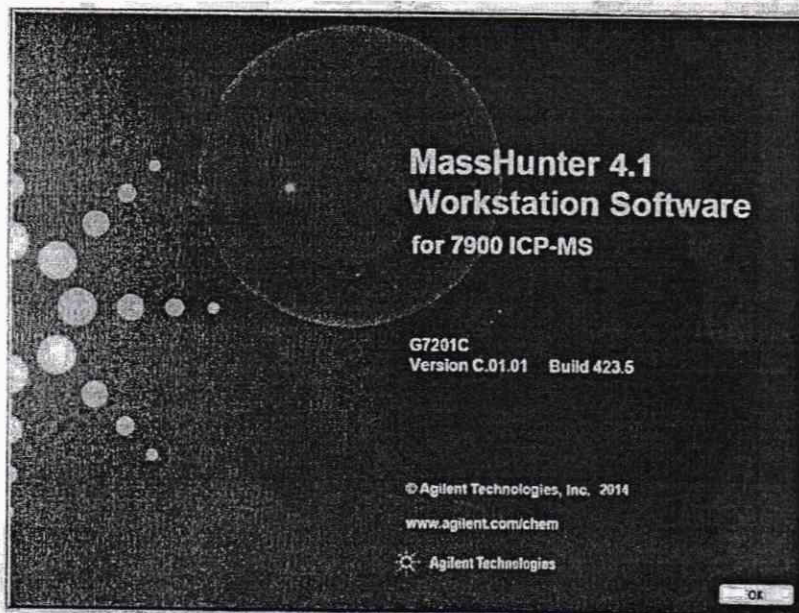 MassHunter 4.1
Workstation Software
for 7900 ICP-MS
G7201C
Version C.01.01 Build 423.5
© Agilent Technologies, Inc. 2014
www.agilent.com/chem
Agilent Technologies
OK